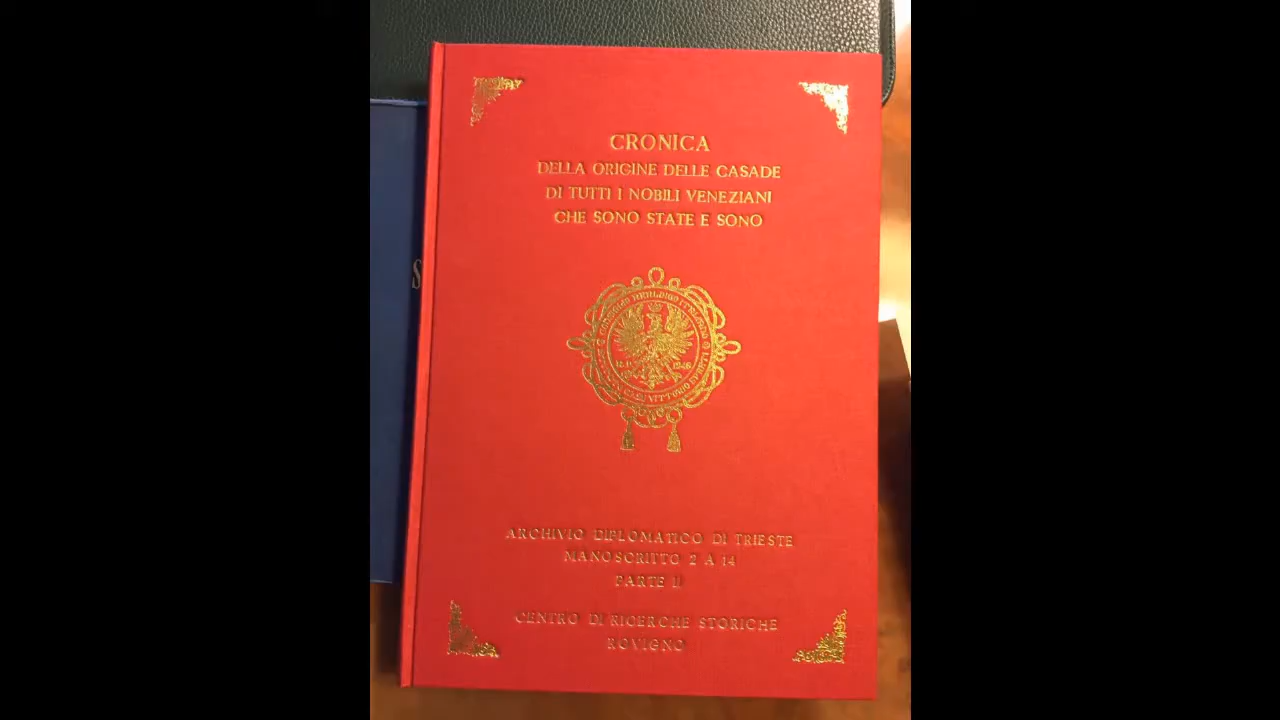 CRONICA
DELLA ORIGINE DELLE CASADE
DI TUTTI I NOBILI VENEZIANI
CHE SONO STATE E SONO
ARCHIVIO DIPLOMATICO DI TRIESTE
MANOSCRITTO 2 A 14
PARTE II
CENTRO DI RICERCHE STORICHE
ROVIGNO
S